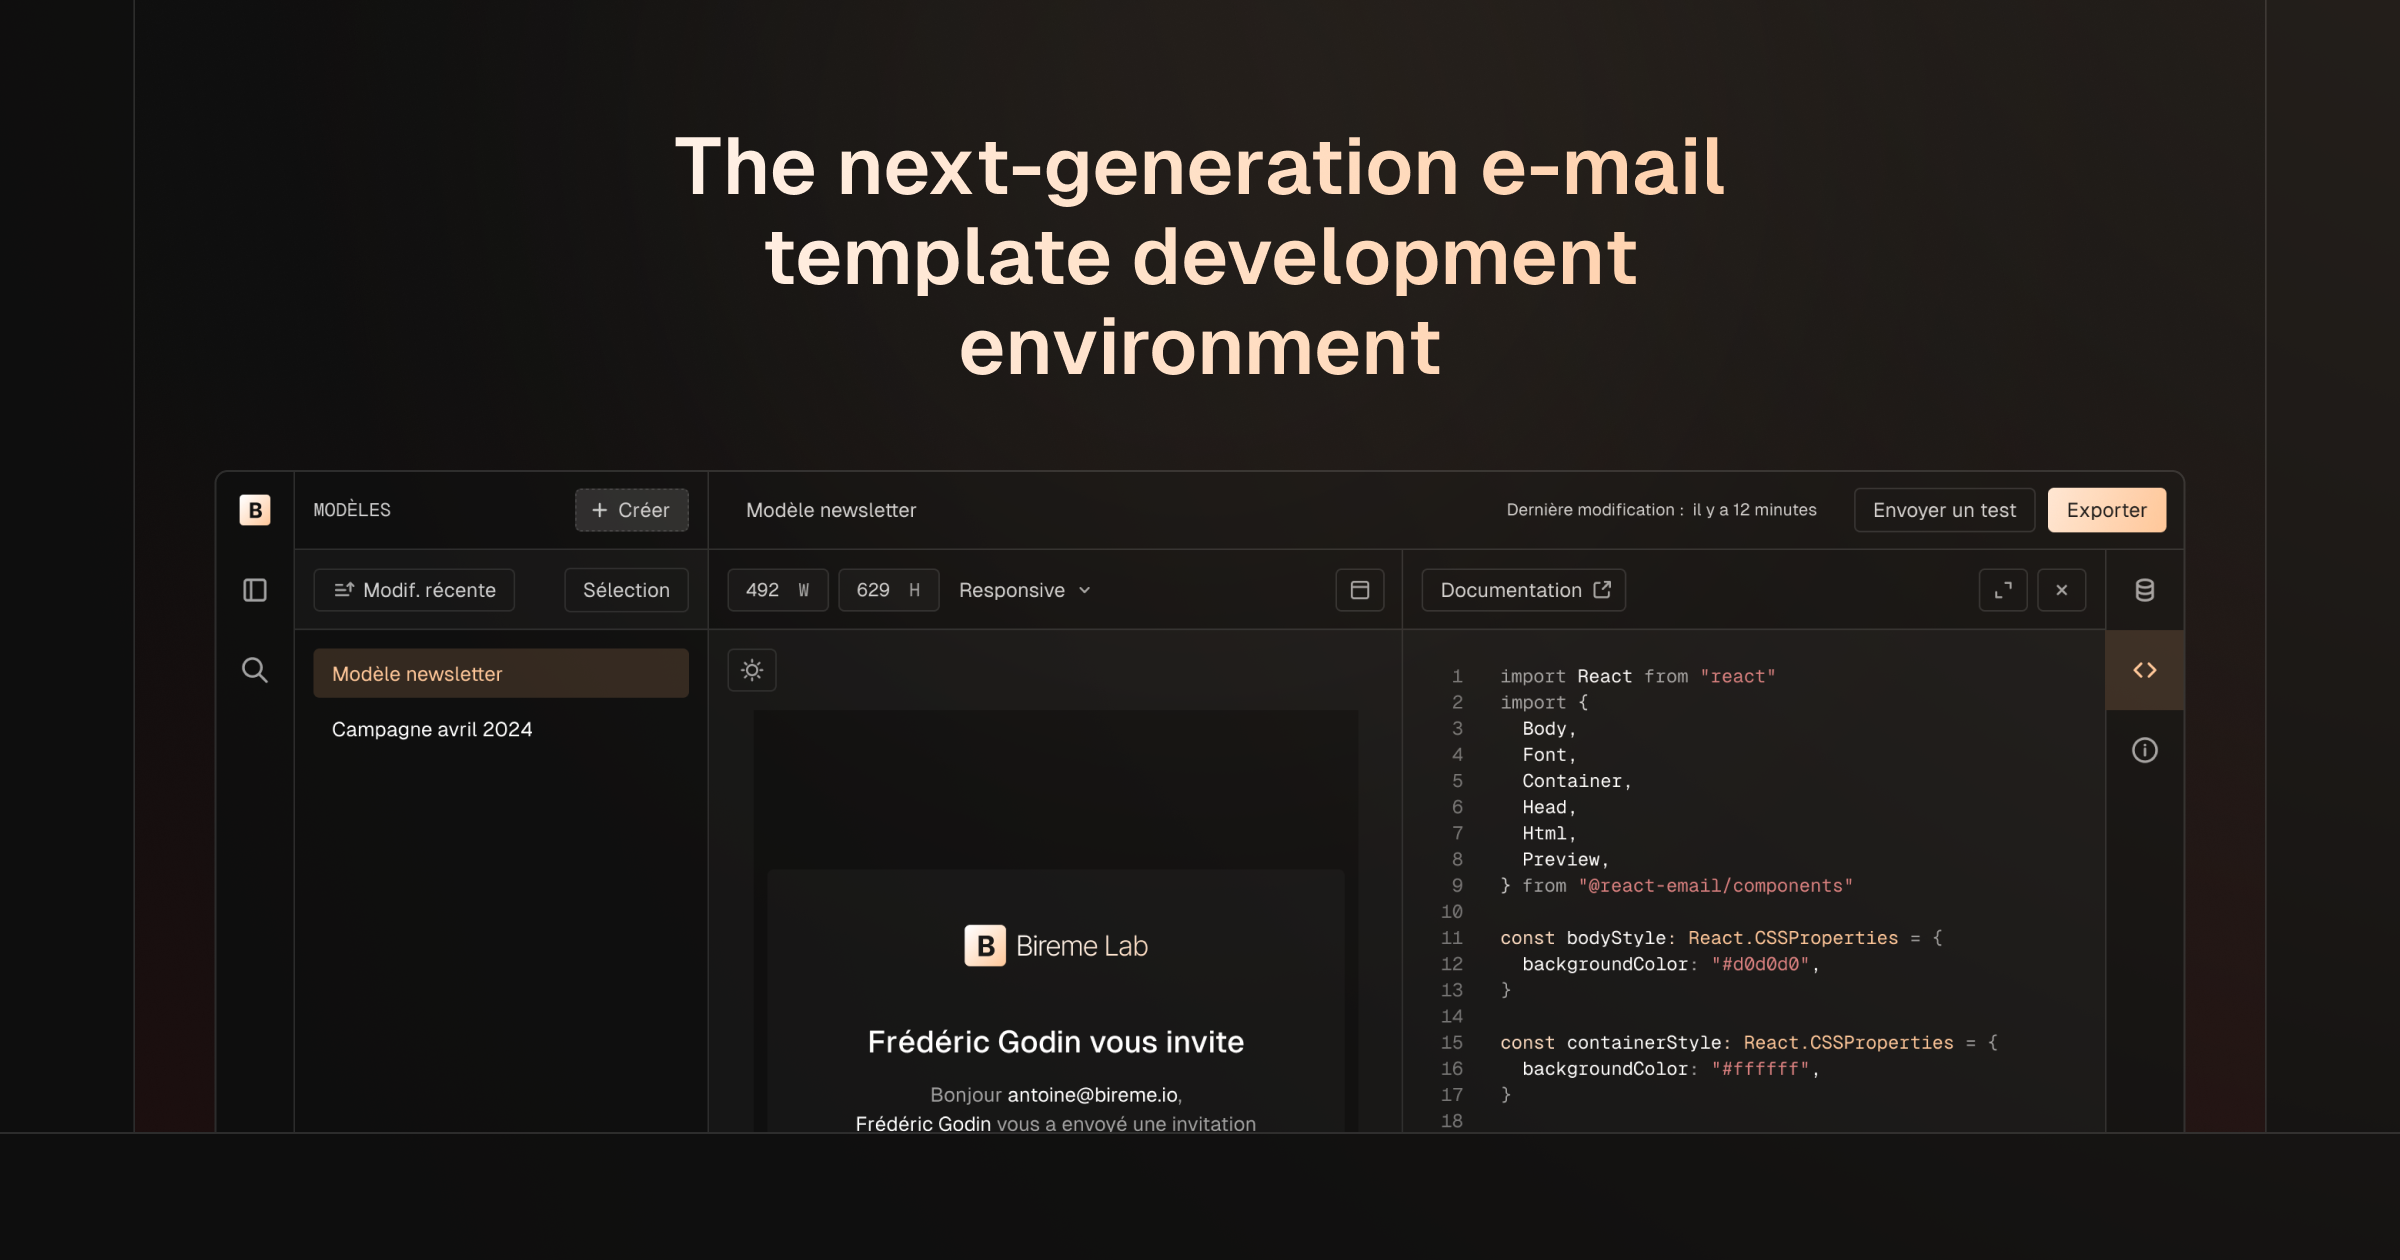 The next-generation e-mail
template development
environment
B
MODÈLES
+ Créer
Modèle newsletter
Dernière modification : il y a 12 minutes
Envoyer un test
Exporter
Modif. récente
Sélection
492 W
629 H
Responsive
Documentation
Modèle newsletter
Campagne avril 2024
B Bireme Lab
Frédéric Godin vous invite
Bonjour antoine@bireme.io,
Frédéric Godin vous a envoyé une invitation
1 import React from "react"
2 import {
3 Body,
4 Font,
5 Container,
6 Head,
7 Html,
8 Preview,
9 } from "@react-email/components"
10
11 const bodyStyle: React.CSSProperties = {
12 backgroundColor: "#d0d0d0",
13 }
14
15 const containerStyle: React.CSSProperties = {
16 backgroundColor: "#ffffff",
17 }
18